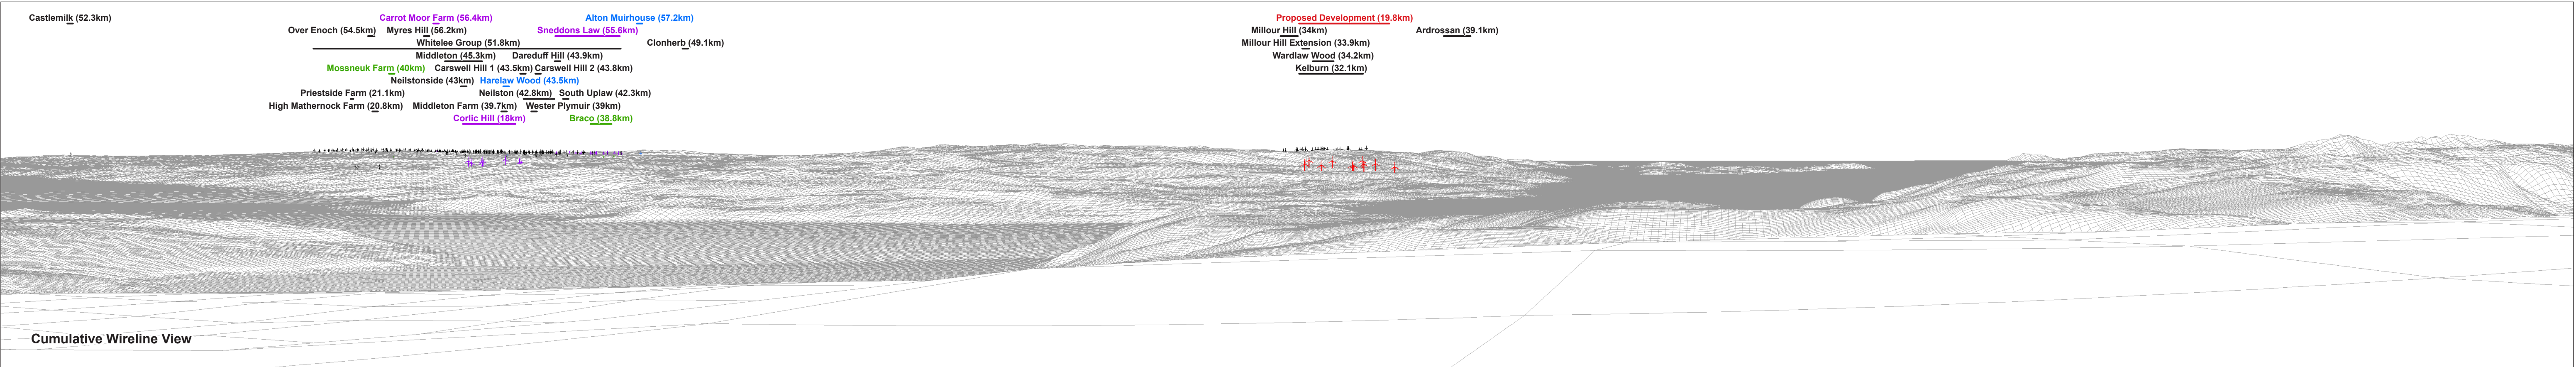 Castlemilk (52.3km) Carrot Moor Farm (56.4km) Alton Muirhouse (57.2km) Proposed Development (19.8km)
Over Enoch (54.5km) Myres Hill (56.2km) Sneddons Law (55.6km) Millour Hill (34km) Ardrossan (39.1km)
Whitelee Group (51.8km) Clonherb (49.1km) Millour Hill Extension (33.9km)
Middleton (45.3km) Dareduff Hill (43.9km) Wardlaw Wood (34.2km)
Mossneuk Farm (40km) Carswell Hill 1 (43.5km) Carswell Hill 2 (43.8km) Kelburn (32.1km)
Neilstonside (43km) Harelaw Wood (43.5km)
Priestside Farm (21.1km) Neilston (42.8km) South Uplaw (42.3km)
High Mathernock Farm (20.8km) Middleton Farm (39.7km) Wester Plymuir (39km)
Corlic Hill (18km) Braco (38.8km)
Cumulative Wireline View